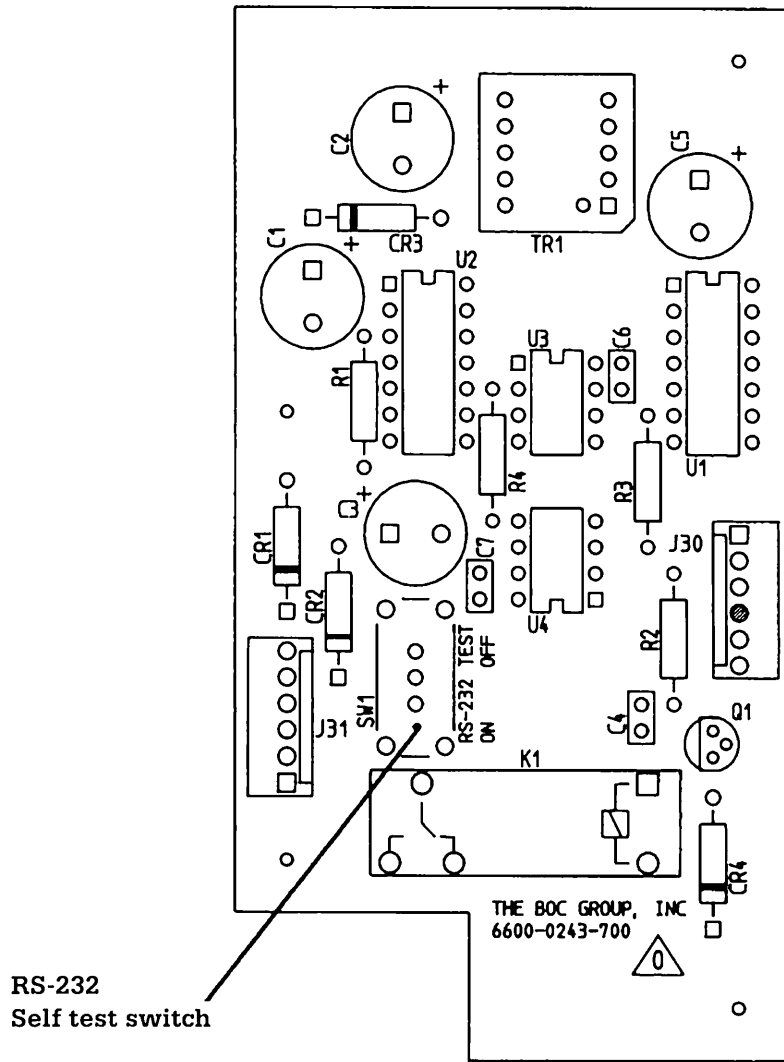 C2
+
C5
+
C1
+
CR3
TR1
U2
U3
C6
R1
R4
R3
U1
C3
+
J30
CR1
CR2
C7
U4
R2
SW1
RS-232 TEST
ON OFF
J31
C4
Q1
K1
CR4
THE BOC GROUP, INC
6600-0243-700
0
RS-232
Self test switch